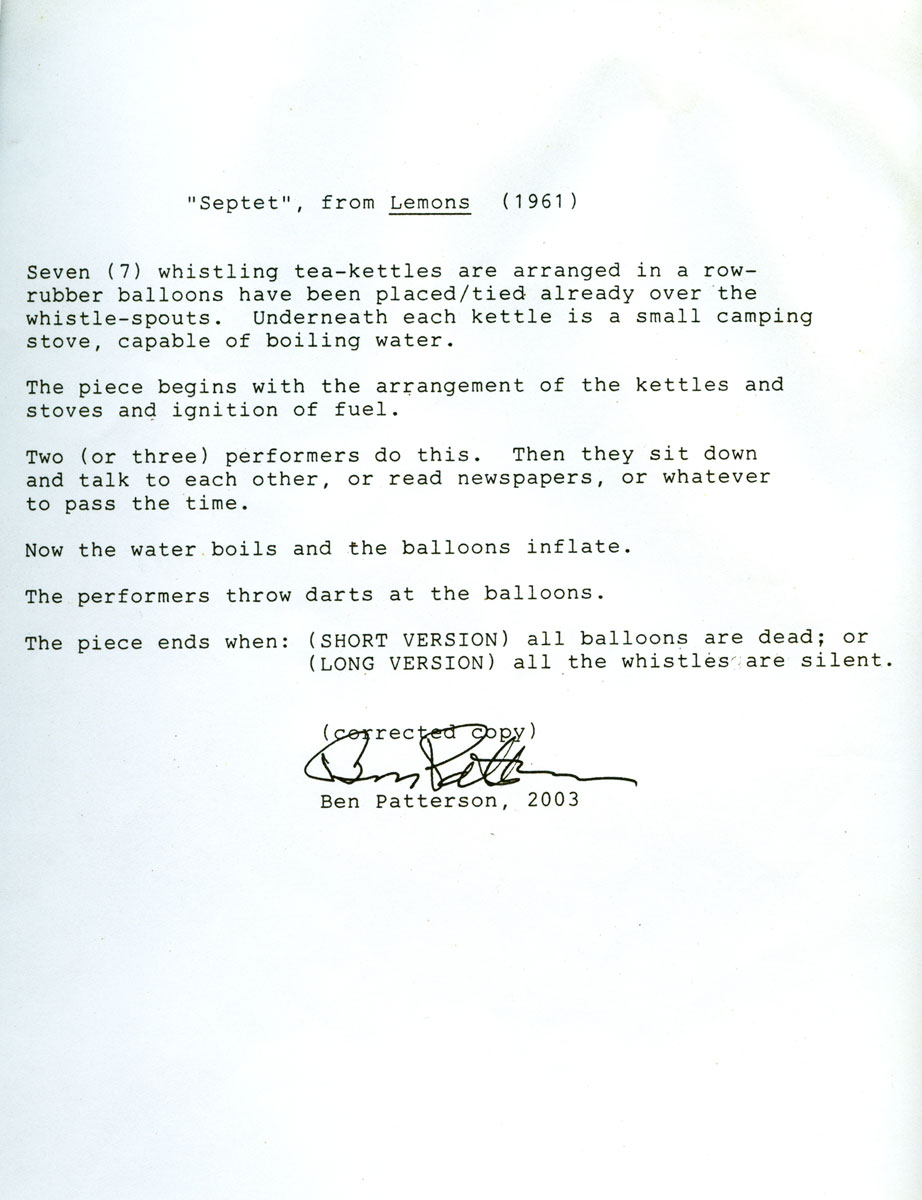 "Septet", from Lemons (1961)
Seven (7) whistling tea-kettles are arranged in a row-
rubber balloons have been placed/tied already over the
whistle-spouts. Underneath each kettle is a small camping
stove, capable of boiling water.
The piece begins with the arrangement of the kettles and
stoves and ignition of fuel.
Two (or three) performers do this. Then they sit down
and talk to each other, or read newspapers, or whatever
to pass the time.
Now the water boils and the balloons inflate.
The performers throw darts at the balloons.
The piece ends when: (SHORT VERSION) all balloons are dead; or
(LONG VERSION) all the whistles are silent.
(corrected copy)
Ben Patterson
Ben Patterson, 2003